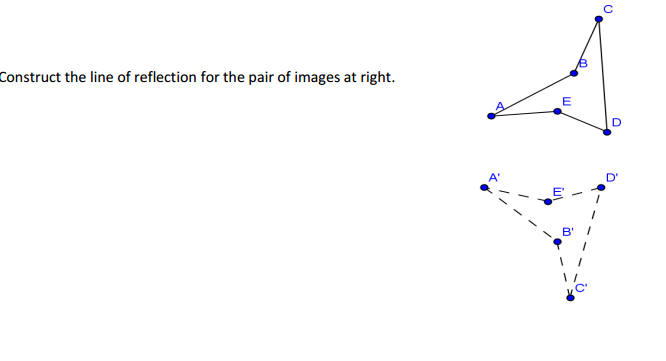 C
B
Construct the line of reflection for the pair of images at right.
A
E
D
A'
D'
E'
B'
C'